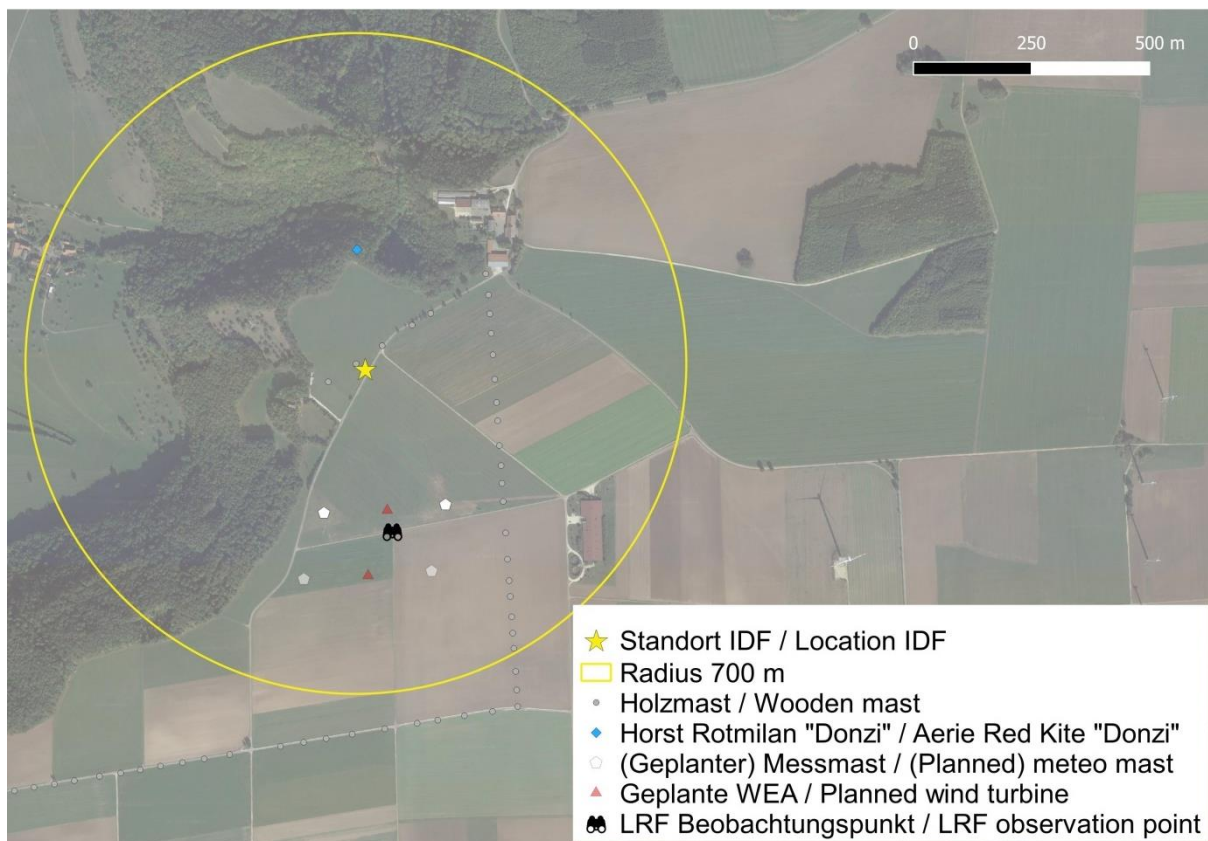 0 250 500 m
Standort IDF / Location IDF
Radius 700 m
Holzmast / Wooden mast
Horst Rotmilan "Donzi" / Aerie Red Kite "Donzi"
(Geplanter) Messmast / (Planned) meteo mast
Geplante WEA / Planned wind turbine
LRF Beobachtungspunkt / LRF observation point